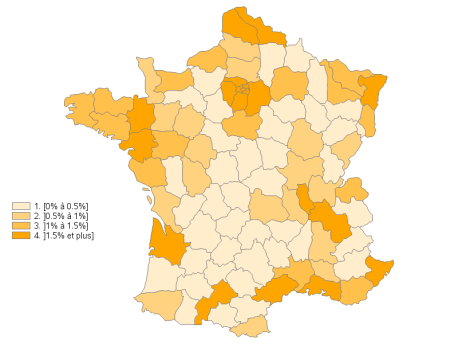 1. [0% à 0.5%]
2. ]0.5% à 1%]
3. ]1% à 1.5%]
4. ]1.5% et plus]